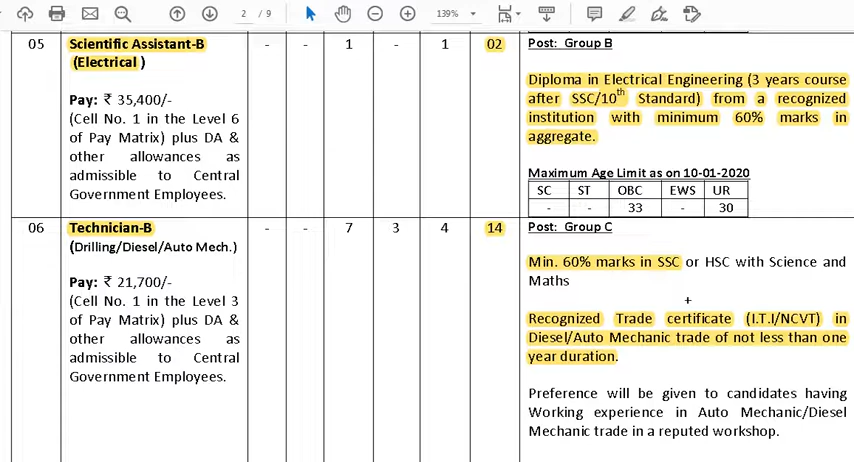 2 / 9
139%
05
Scientific Assistant-B
(Electrical )
Pay: ₹ 35,400/-
(Cell No. 1 in the Level 6
of Pay Matrix) plus DA &
other allowances as
admissible to Central
Government Employees.
- - 1 - 1 02
Post: Group B
Diploma in Electrical Engineering (3 years course
after SSC/10th Standard) from a recognized
institution with minimum 60% marks in
aggregate.
Maximum Age Limit as on 10-01-2020
SC ST OBC EWS UR
- - 33 - 30
06
Technician-B
(Drilling/Diesel/Auto Mech.)
Pay: ₹ 21,700/-
(Cell No. 1 in the Level 3
of Pay Matrix) plus DA &
other allowances as
admissible to Central
Government Employees.
- - 7 3 4 14
Post: Group C
Min. 60% marks in SSC or HSC with Science and
Maths
+
Recognized Trade certificate (I.T.I/NCVT) in
Diesel/Auto Mechanic trade of not less than one
year duration.
Preference will be given to candidates having
Working experience in Auto Mechanic/Diesel
Mechanic trade in a reputed workshop.